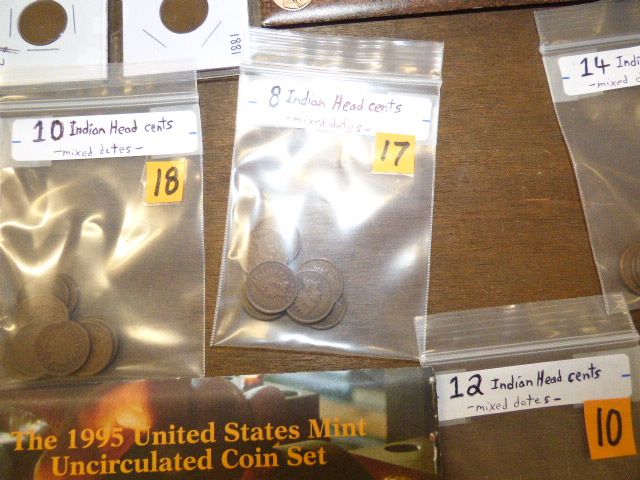 1881
10 Indian Head cents
-mixed dates-
18
8 Indian Head cents
-mixed dates-
17
14 Indi
-mixed d
12 Indian Head cents
-mixed dates-
10
The 1995 United States Mint
Uncirculated Coin Set